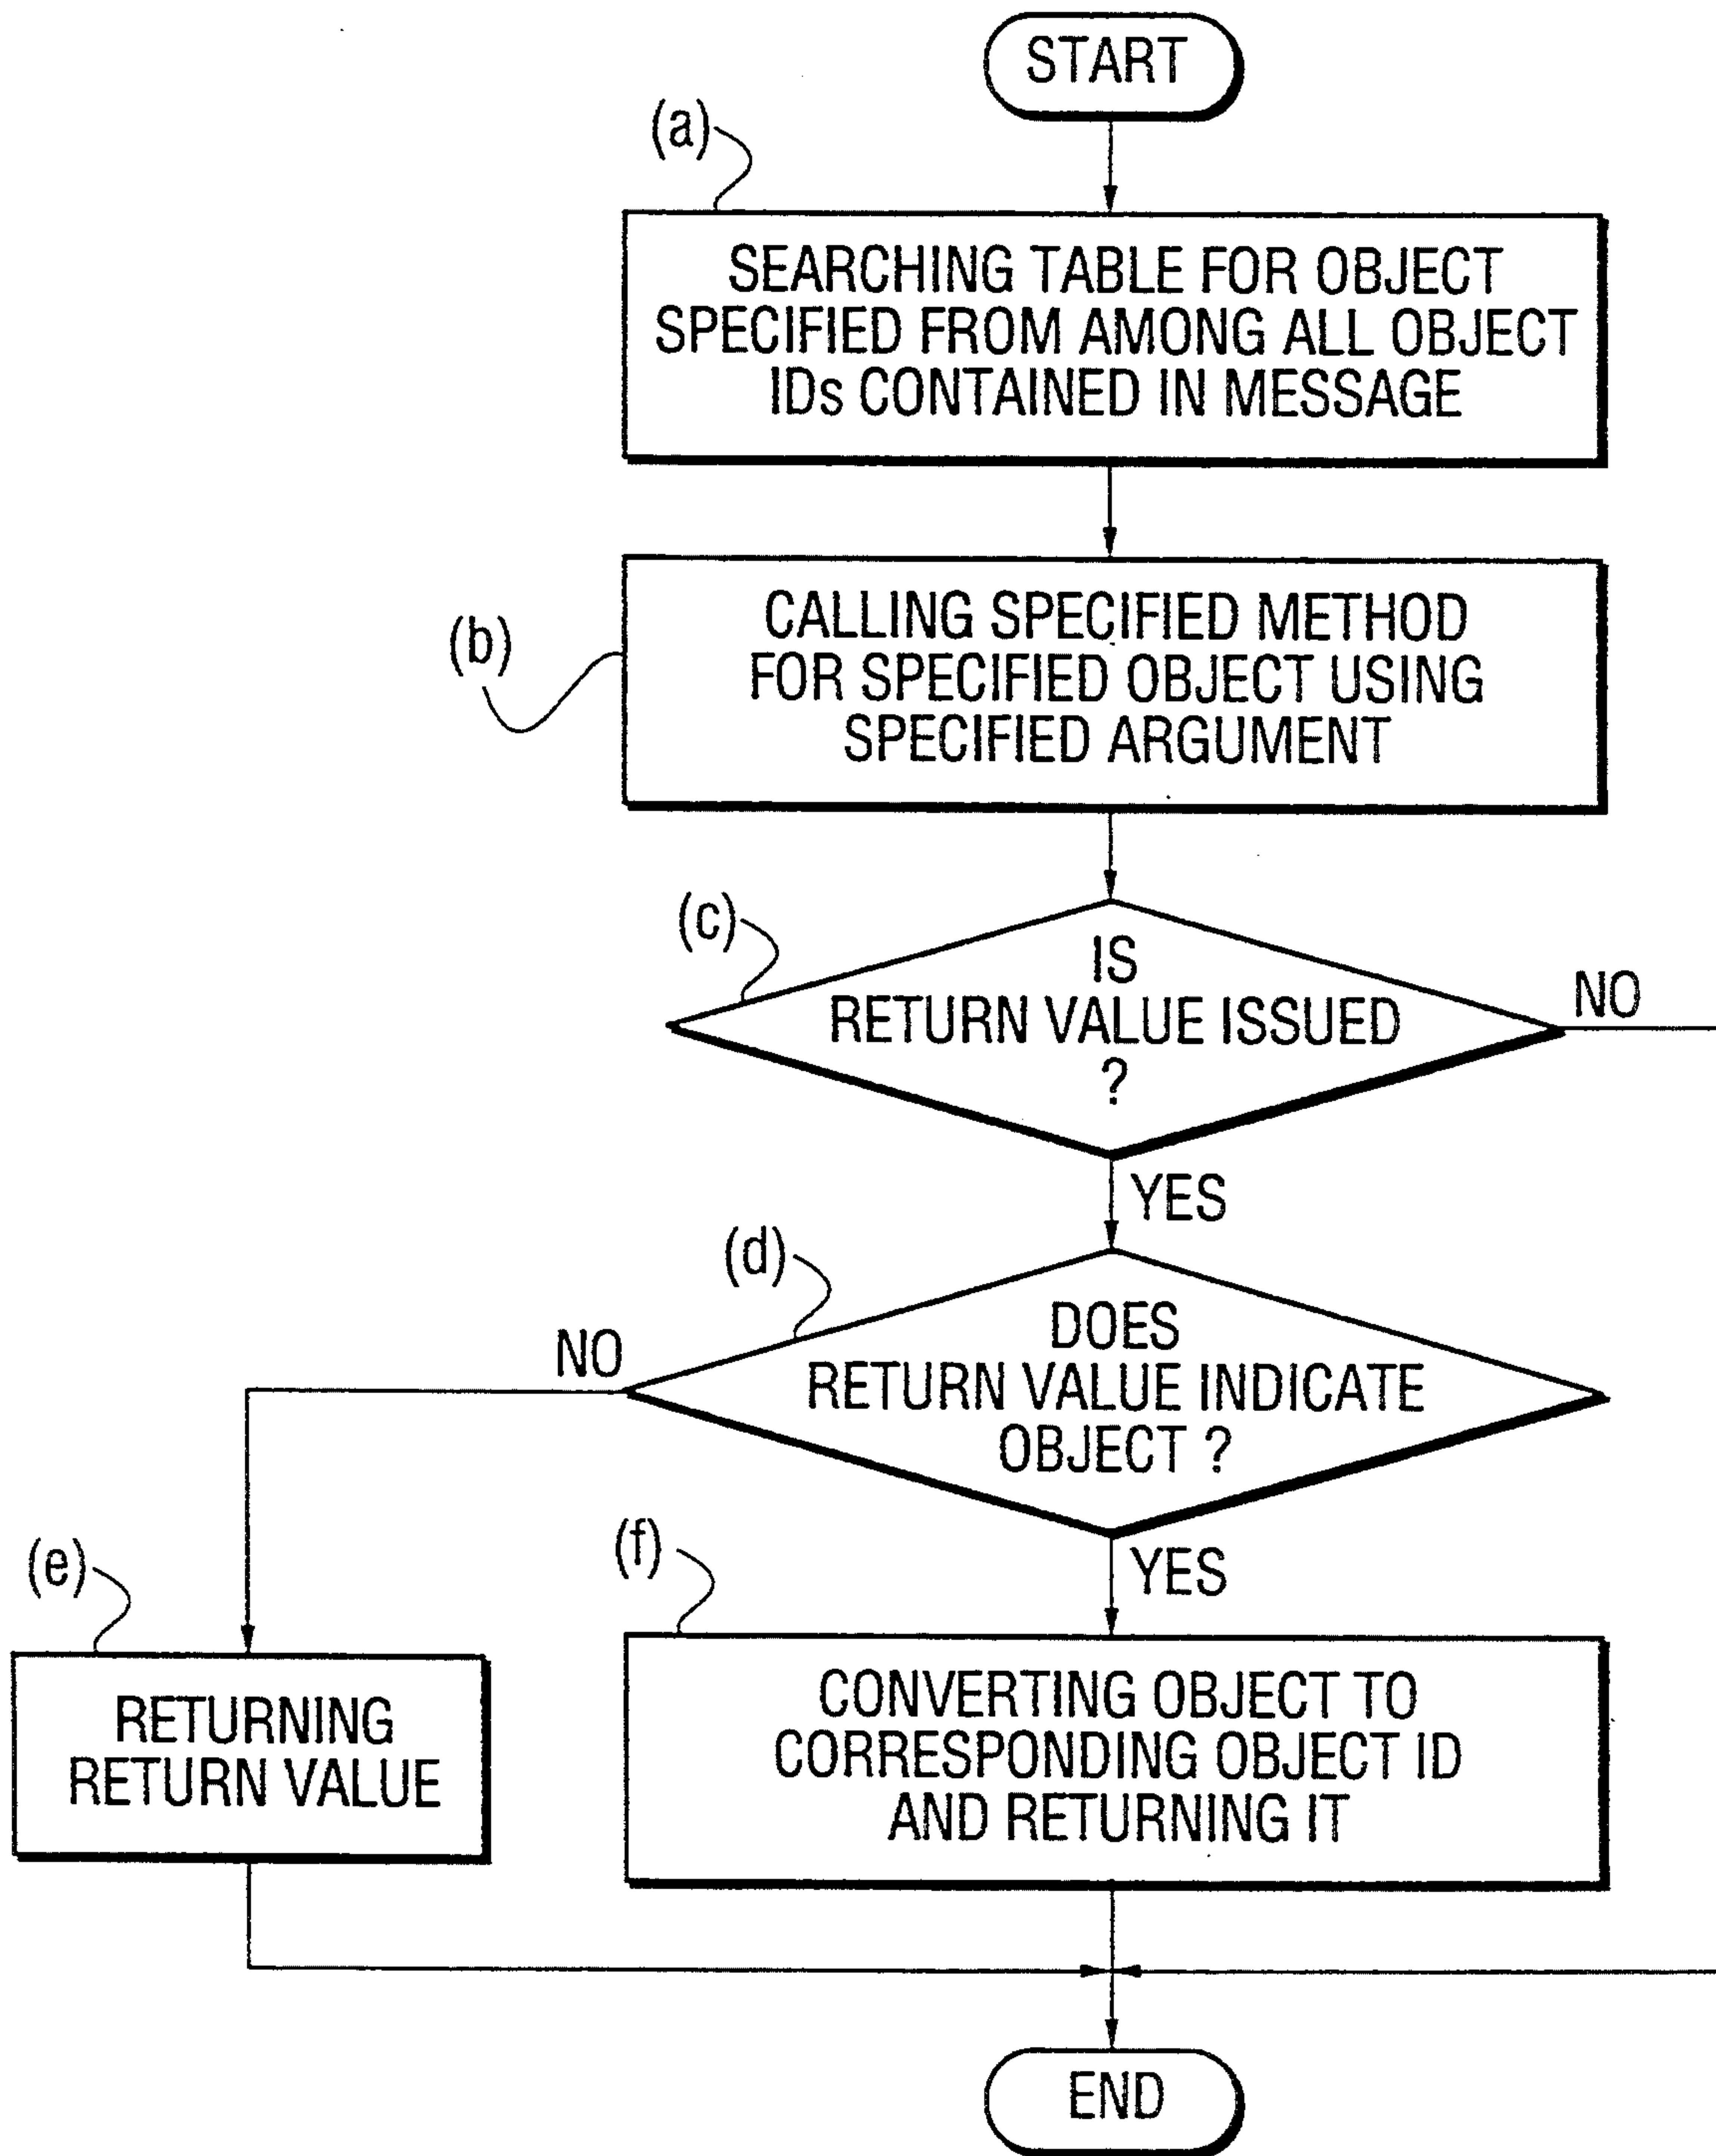 START
(a)
SEARCHING TABLE FOR OBJECT
SPECIFIED FROM AMONG ALL OBJECT
IDs CONTAINED IN MESSAGE
(b)
CALLING SPECIFIED METHOD
FOR SPECIFIED OBJECT USING
SPECIFIED ARGUMENT
(c)
IS
RETURN VALUE ISSUED
?
NO
YES
(d)
DOES
RETURN VALUE INDICATE
OBJECT ?
NO
YES
(e)
RETURNING
RETURN VALUE
(f)
CONVERTING OBJECT TO
CORRESPONDING OBJECT ID
AND RETURNING IT
END